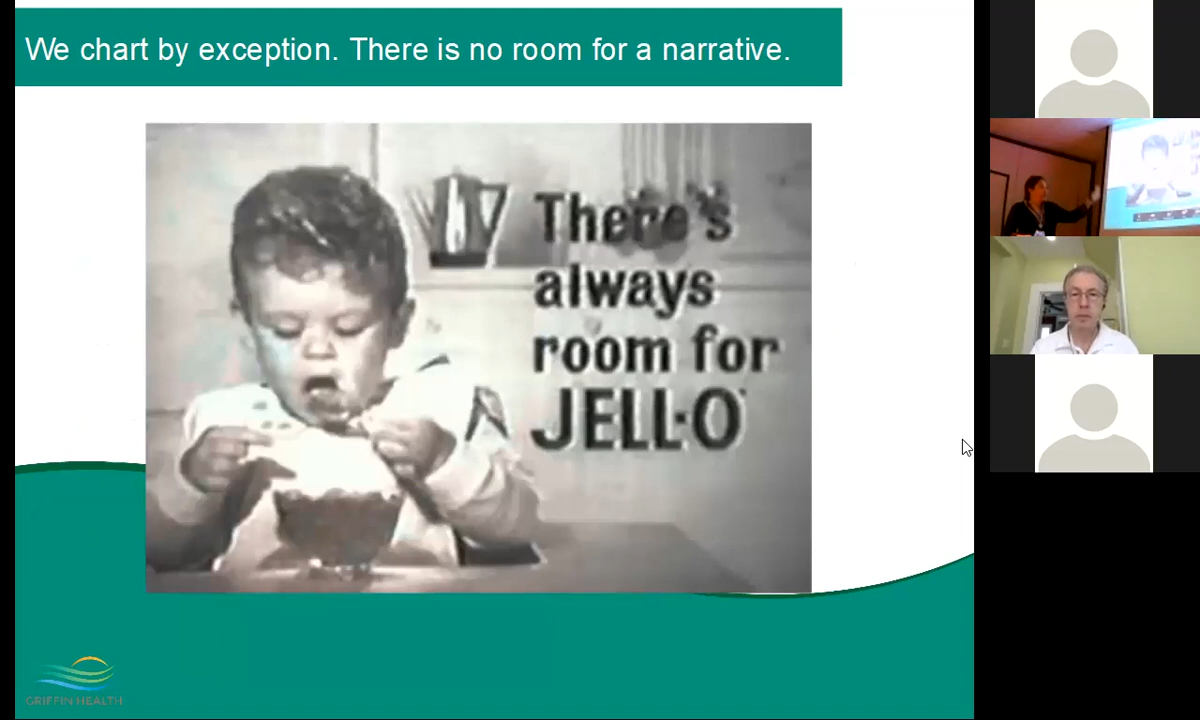 We chart by exception. There is no room for a narrative.
There's
always
room for
JELL-O
GRIFFIN HEALTH